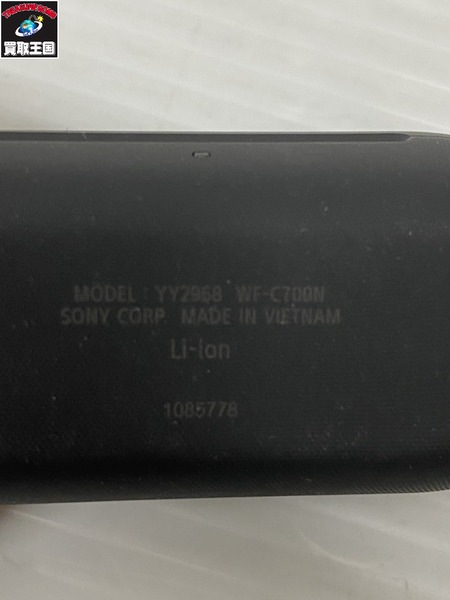 買取王国
MODEL : YY2968 WF-C700N
SONY CORP. MADE IN VIETNAM
Li-ion
1085778